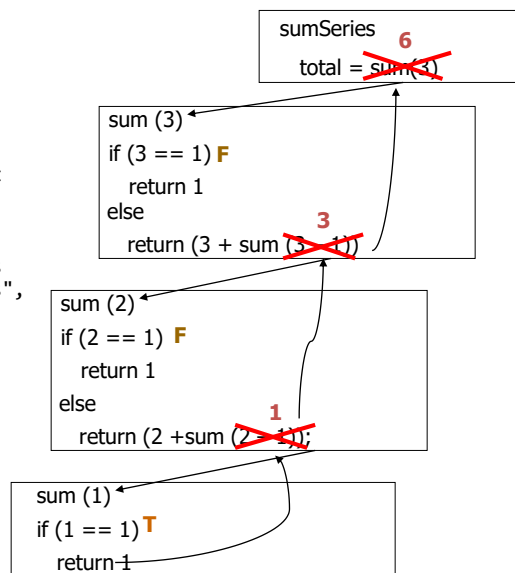 sumSeries
6
total = sum(3)
sum (3)
if (3 == 1) F
return 1
else
3
return (3 + sum (3 - 1))
",
sum (2)
if (2 == 1) F
return 1
else
1
return (2 +sum (2 - 1));
sum (1)
if (1 == 1) T
return 1